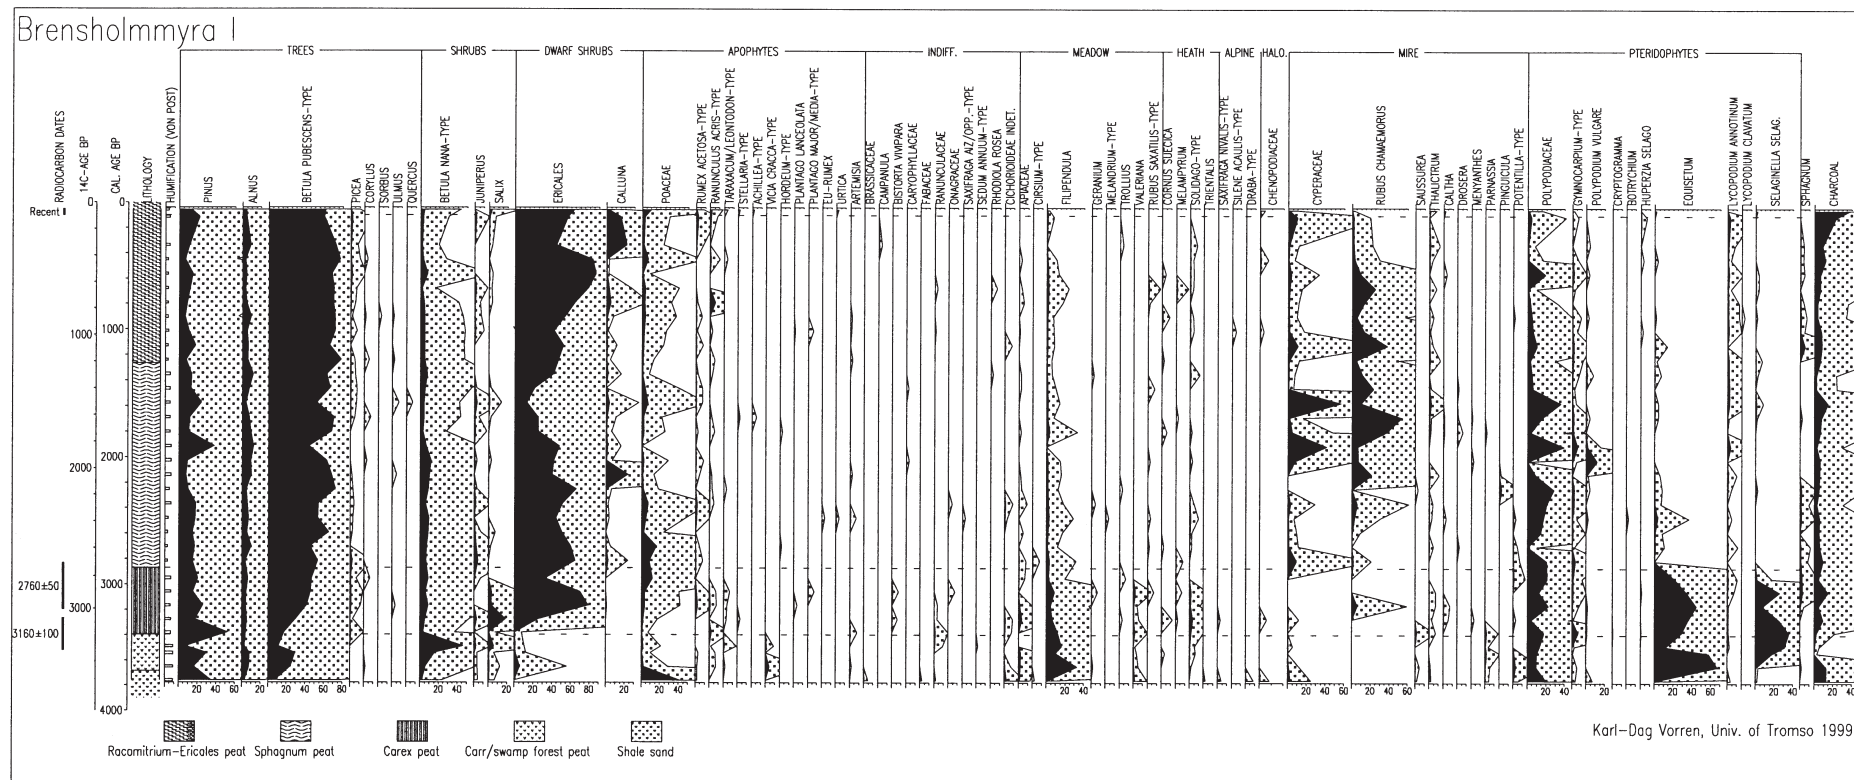 Brensholmmyra I
TREES SHRUBS DWARF SHRUBS APOPHYTES INDIFF. MEADOW HEATH ALPINE HALO. MIRE PTERIDOPHYTES
RADIOCARBON DATES
14C-AGE BP
CAL. AGE BP
LITHOLOGY
HUMIFICATION (VON POST)
PINUS
ALNUS
BETULA PUBESCENS-TYPE
PICEA
CORYLUS
SORBUS
ULMUS
QUERCUS
BETULA NANA-TYPE
JUNIPERUS
SALIX
ERICALES
CALLUNA
POACEAE
RUMEX ACETOSA-TYPE
RANUNCULUS ACRIS-TYPE
TARAXACUM/LEONTODON-TYPE
STELLARIA-TYPE
ACHILLEA-TYPE
VICIA CRACCA-TYPE
HORDEUM-TYPE
PLANTAGO LANCEOLATA
PLANTAGO MAJOR/MEDIA-TYPE
EU-RUMEX
URTICA
ARTEMISIA
BRASSICACEAE
CAMPANULA
BISTORTA VIVIPARA
CARYOPHYLLACEAE
FABACEAE
RANUNCULACEAE
ONAGRACEAE
SAXIFRAGA AIZ/OPP.-TYPE
SEDUM ANNUUM-TYPE
RHODIOLA ROSEA
CICHORIOIDEAE INDET.
APIACEAE
CIRSIUM-TYPE
FILIPENDULA
GERANIUM
MELANDRIUM-TYPE
TROLLIUS
VALERIANA
RUBUS SAXATILIS-TYPE
CORNUS SUECICA
MELAMPYRUM
SOLIDAGO-TYPE
TRIENTALIS
SAXIFRAGA NIVALIS-TYPE
SILENE ACAULIS-TYPE
DRABA-TYPE
CHENOPODIACEAE
CYPERACEAE
RUBUS CHAMAEMORUS
SAUSSUREA
THALICTRUM
CALTHA
DROSERA
MENYANTHES
PARNASSIA
PINGUICULA
POTENTILLA-TYPE
POLYPODIACEAE
GYMNOCARPIUM-TYPE
POLYPODIUM VULGARE
CRYPTOGRAMMA
BOTRYCHIUM
HUPERZIA SELAGO
EQUISETUM
LYCOPODIUM ANNOTINUM
LYCOPODIUM CLAVATUM
SELAGINELLA SELAG.
SPHAGNUM
CHARCOAL
0 0
Recent
1000 1000
2000 2000
2760±50 3000
3000
3160±100
4000
20 40 60 20 20 40 60 80 20 40 20 20 40 60 80 20 20 40 20 40 20 40 60 20 40 60 20 40 20 20 40 60 20 20 40
Racomitrium-Ericales peat Sphagnum peat Carex peat Carr/swamp forest peat Shale sand
Karl-Dag Vorren, Univ. of Tromso 1999